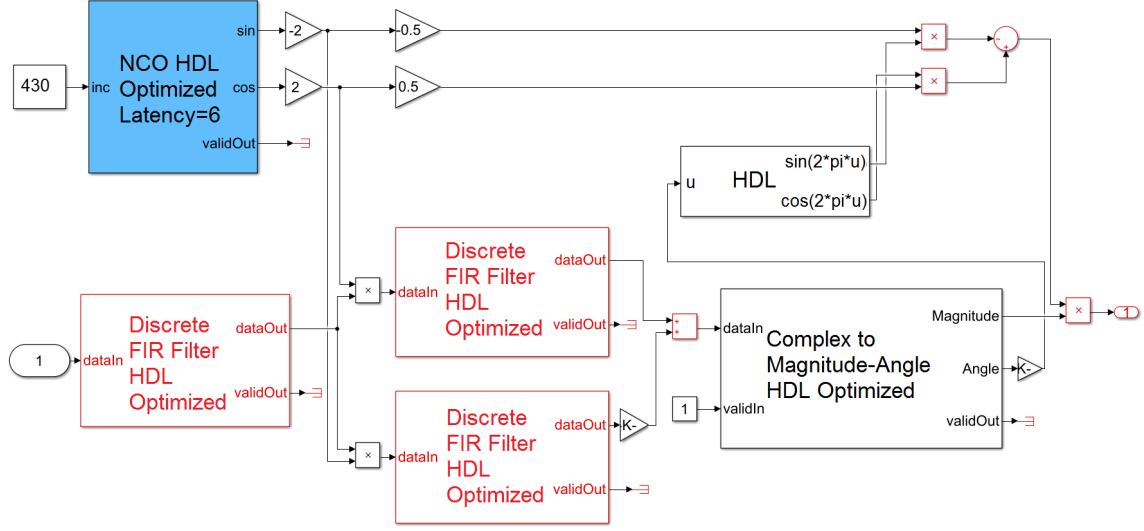 430
inc
NCO HDL
Optimized
Latency=6
sin
cos
validOut
-2
2
-0.5
0.5
×
×
-
+
u
HDL
sin(2*pi*u)
cos(2*pi*u)
1
dataIn
Discrete
FIR Filter
HDL
Optimized
dataOut
validOut
×
×
dataIn
Discrete
FIR Filter
HDL
Optimized
dataOut
validOut
dataIn
Discrete
FIR Filter
HDL
Optimized
dataOut
validOut
K-
+
+
1
dataIn
validIn
Complex to
Magnitude-Angle
HDL Optimized
Magnitude
Angle
validOut
K-
×
1